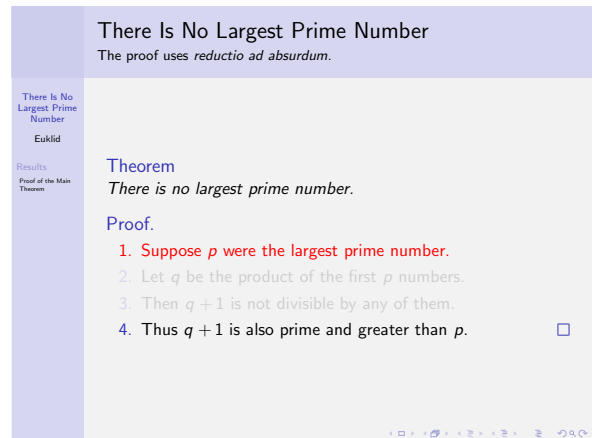 There Is No Largest Prime Number
The proof uses reductio ad absurdum.
There Is No
Largest Prime
Number
Euklid
Results
Proof of the Main
Theorem
Theorem
There is no largest prime number.
Proof.
1. Suppose p were the largest prime number.
2. Let q be the product of the first p numbers.
3. Then q + 1 is not divisible by any of them.
4. Thus q + 1 is also prime and greater than p.